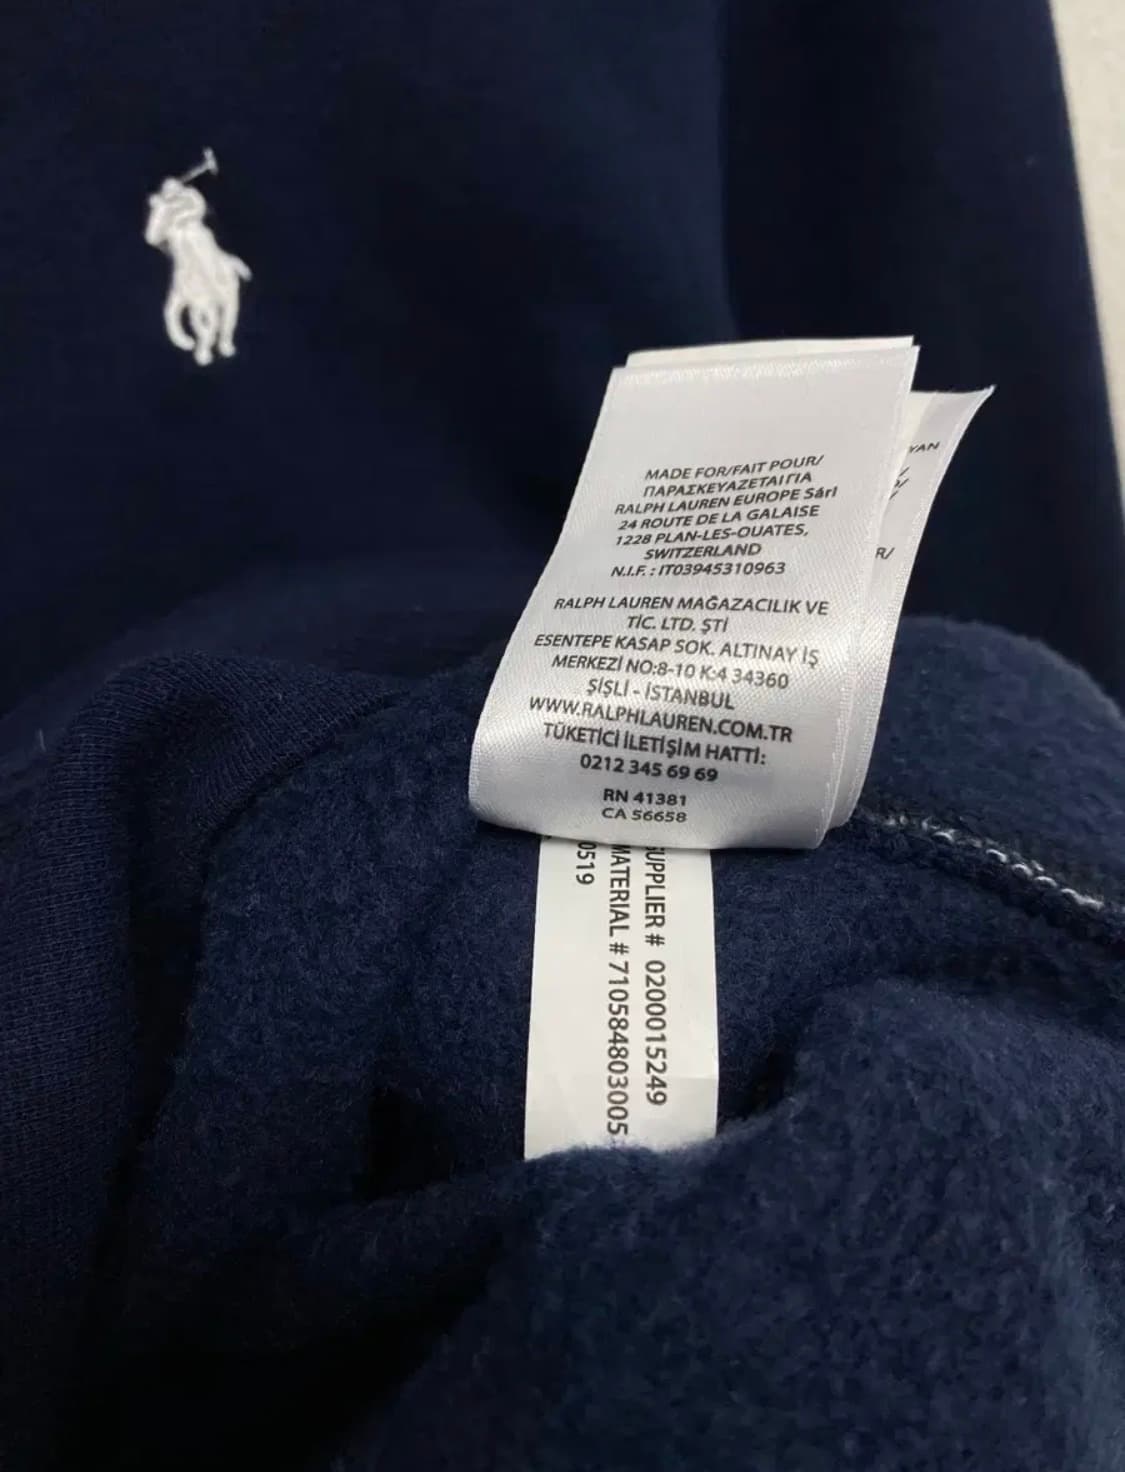 MADE FOR/FAIT POUR/
ΠΑΡΑΣΚΕΥΑΖΕΤΑΙ ΓΙΑ
RALPH LAUREN EUROPE Sárl
24 ROUTE DE LA GALAISE
1228 PLAN-LES-OUATES,
SWITZERLAND
N.I.F. : IT03945310963
RALPH LAUREN MAĞAZACILIK VE
TİC. LTD. ŞTİ
ESENTEPE KASAP SOK. ALTINAY İŞ
MERKEZİ NO:8-10 K:4 34360
ŞİŞLİ - İSTANBUL
WWW.RALPHLAUREN.COM.TR
TÜKETİCİ İLETİŞİM HATTİ:
0212 345 69 69
RN 41381
CA 56658
SUPPLIER # 0200015249
MATERIAL # 710584803005
0519